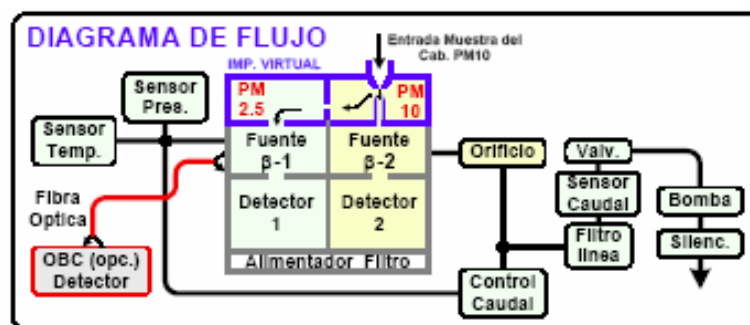 DIAGRAMA DE FLUJO
Entrada Muestra del
Cab. PM10
IMP. VIRTUAL
Sensor
Pres.
PM
2.5
PM
10
Sensor
Temp.
Fuente
β-1
Fuente
β-2
Orificio
Valv.
Fibra
Optica
Detector
1
Detector
2
Sensor
Caudal
Bomba
OBC (opc.)
Detector
Alimentador Filtro
Filtro
linea
Silenc.
Control
Caudal